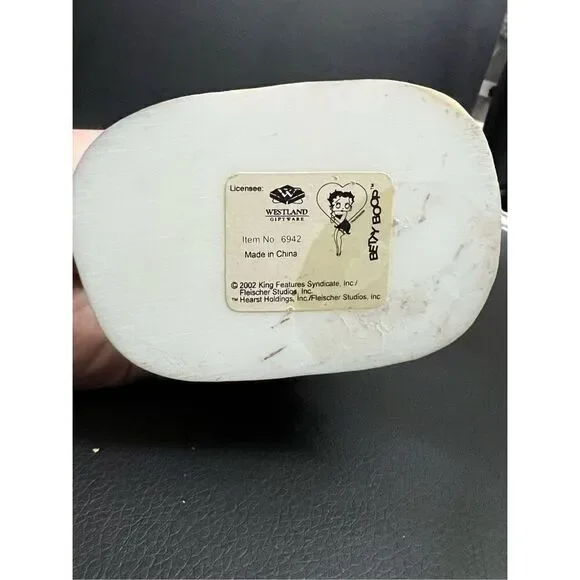 Licensee:
W
WESTLAND
GIFTWARE
Item No. 6942
Made in China
BETTY BOOP™
© 2002 King Features Syndicate, Inc./
Fleischer Studios, Inc.
™ Hearst Holdings, Inc./Fleischer Studios, Inc